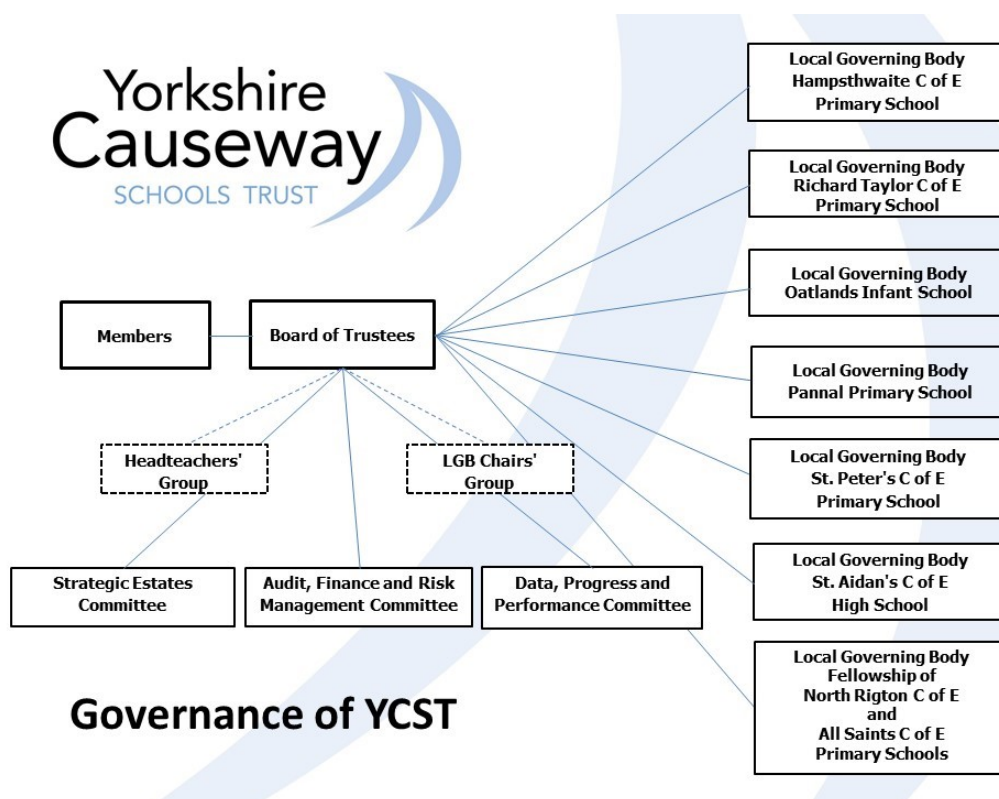 Yorkshire
Causeway
SCHOOLS TRUST
Members
Board of Trustees
Headteachers'
Group
LGB Chairs'
Group
Strategic Estates
Committee
Audit, Finance and Risk
Management Committee
Data, Progress and
Performance Committee
Governance of YCST
Local Governing Body
Hampsthwaite C of E
Primary School
Local Governing Body
Richard Taylor C of E
Primary School
Local Governing Body
Oatlands Infant School
Local Governing Body
Pannal Primary School
Local Governing Body
St. Peter's C of E
Primary School
Local Governing Body
St. Aidan's C of E
High School
Local Governing Body
Fellowship of
North Rigton C of E
and
All Saints C of E
Primary Schools